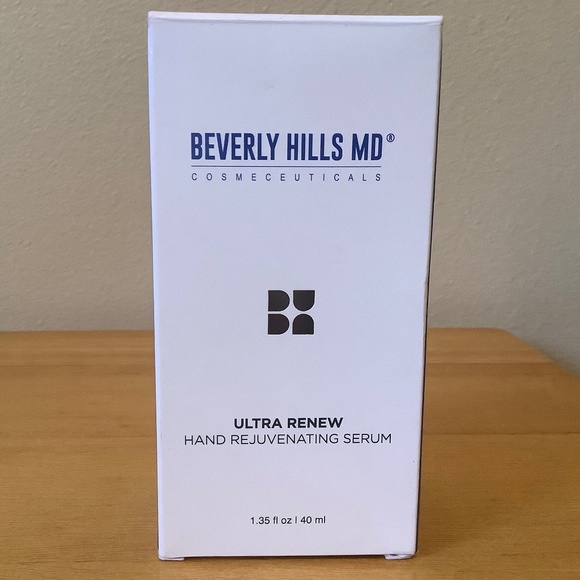 BEVERLY HILLS MD®
COSMECEUTICALS
ULTRA RENEW
HAND REJUVENATING SERUM
1.35 fl oz | 40 ml